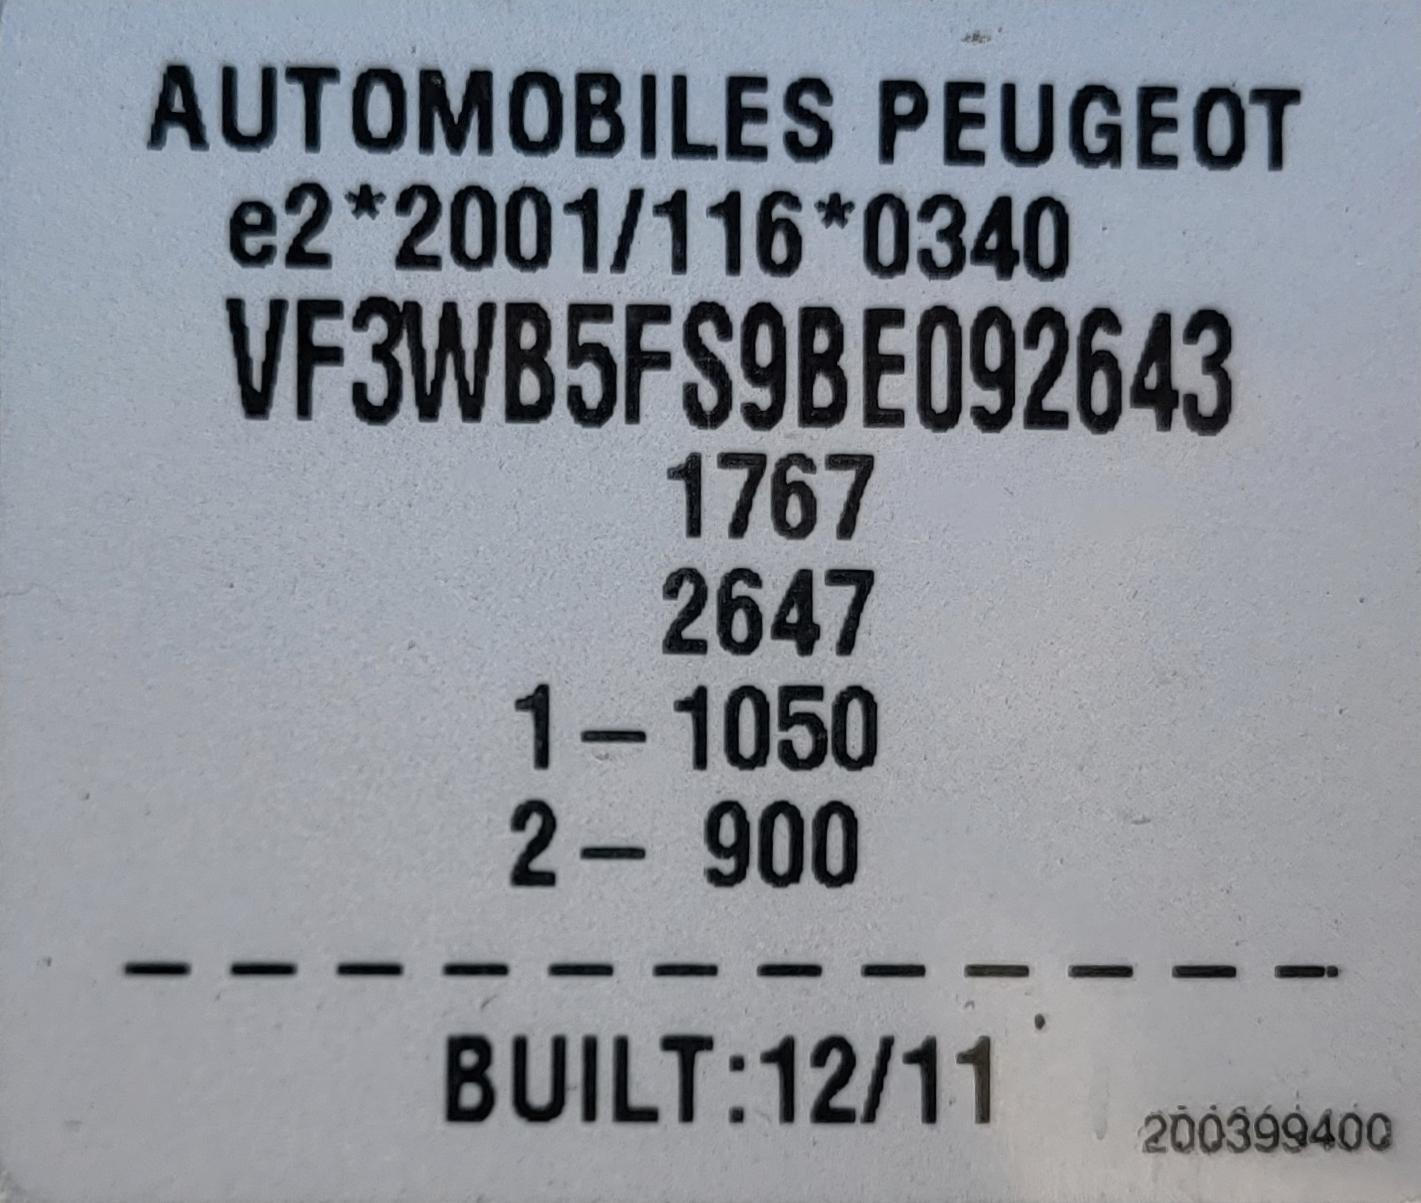 AUTOMOBILES PEUGEOT
e2*2001/116*0340
VF3WB5FS9BE092643
1767
2647
1 – 1050
2 – 900
– – – – – – – – – – – –
BUILT:12/11
200399400